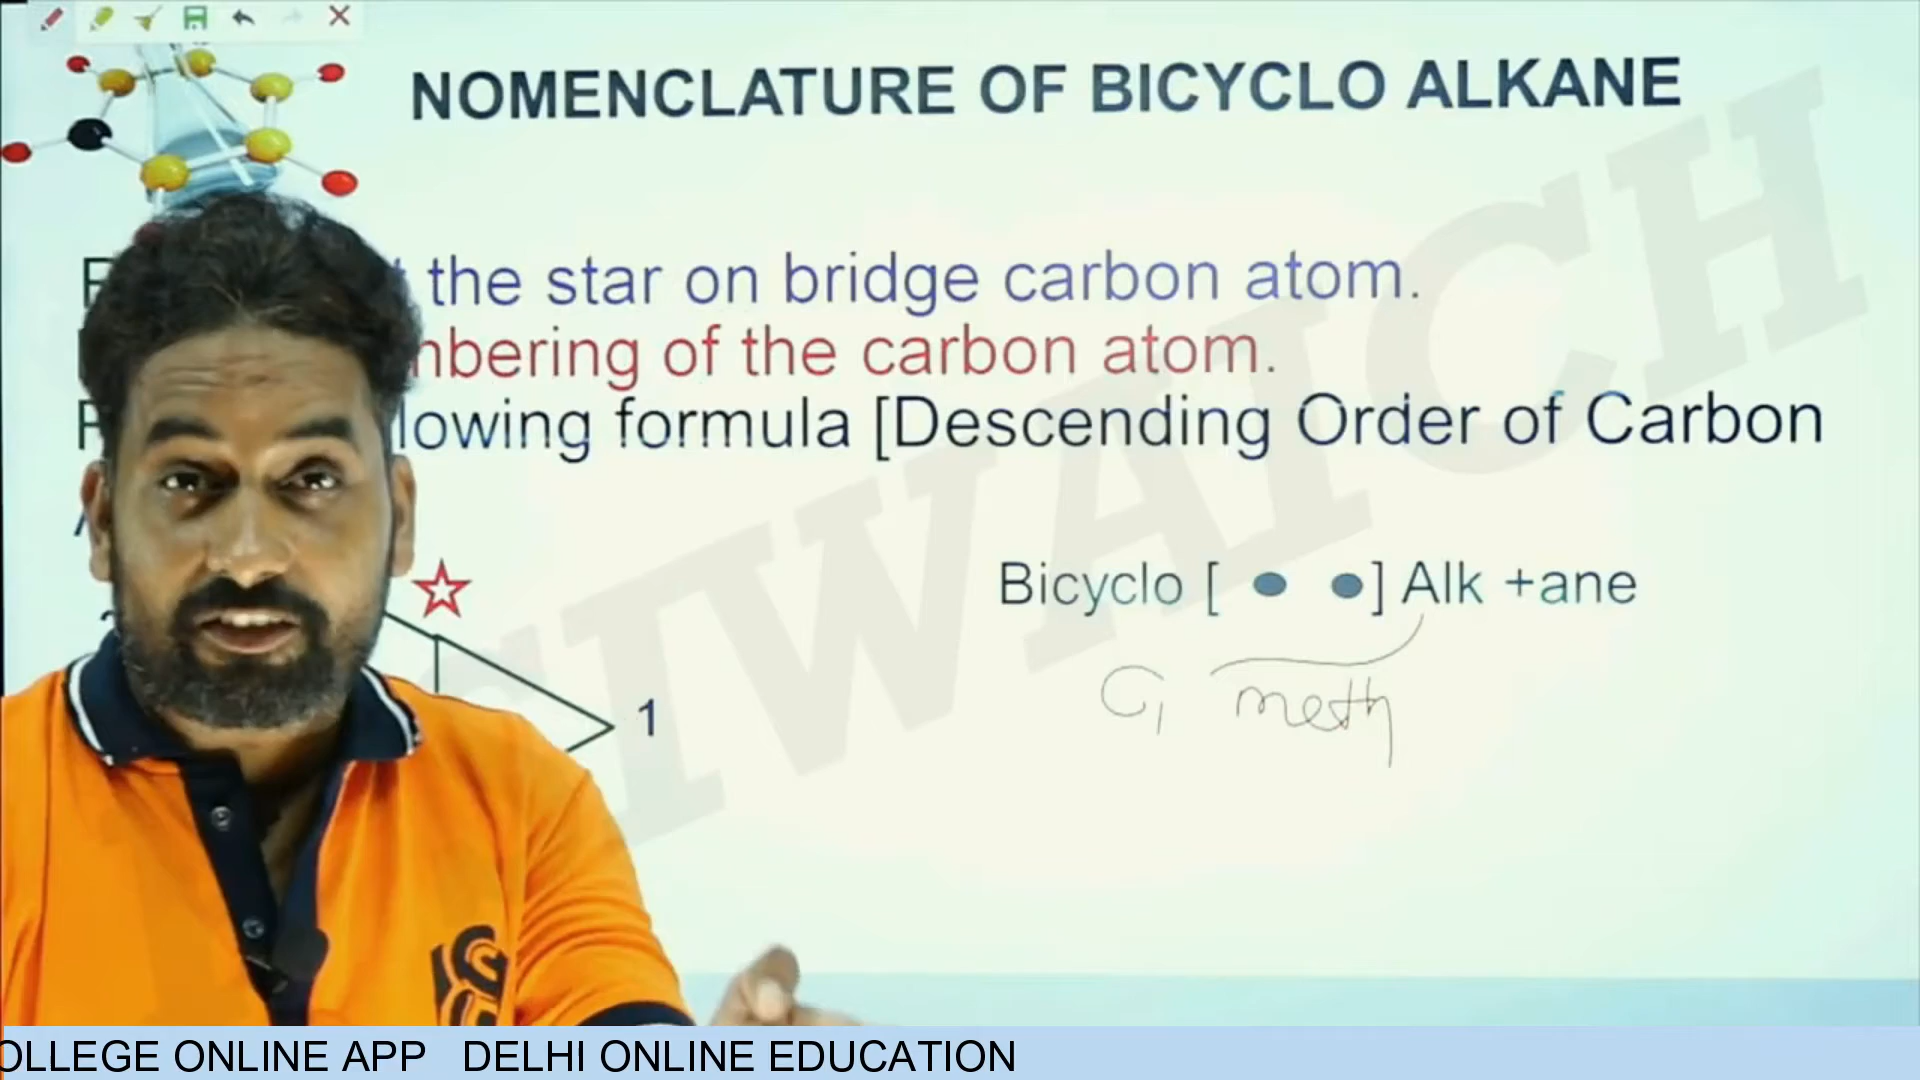 NOMENCLATURE OF BICYCLO ALKANE
the star on bridge carbon atom.
nbering of the carbon atom.
lowing formula [Descending Order of Carbon
Bicyclo [ • •] Alk +ane
C1 meth
1
SIWAICH
OLLEGE ONLINE APP DELHI ONLINE EDUCATION